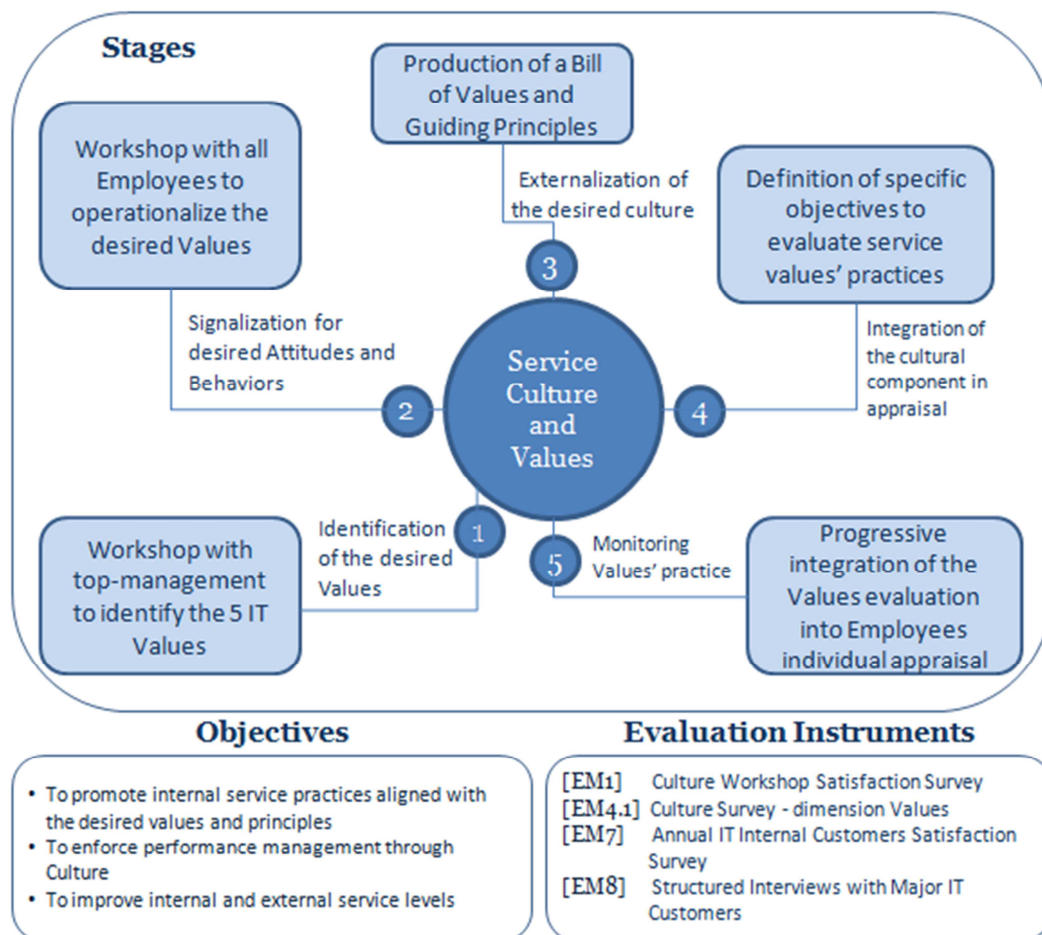 Stages
Production of a Bill
of Values and
Guiding Principles
Workshop with all
Employees to
operationalize the
desired Values
Externalization of
the desired culture
Definition of specific
objectives to
evaluate service
values’ practices
3
Signalization for
desired Attitudes and
Behaviors
Service
Culture
and
Values
Integration of
the cultural
component in
appraisal
2
4
Workshop with
top-management
to identify the 5 IT
Values
Identification
of the desired
Values
1
5
Monitoring
Values’ practice
Progressive
integration of the
Values evaluation
into Employees
individual appraisal
Objectives
• To promote internal service practices aligned with
the desired values and principles
• To enforce performance management through
Culture
• To improve internal and external service levels
Evaluation Instruments
[EM1] Culture Workshop Satisfaction Survey
[EM4.1] Culture Survey - dimension Values
[EM7] Annual IT Internal Customers Satisfaction
Survey
[EM8] Structured Interviews with Major IT
Customers